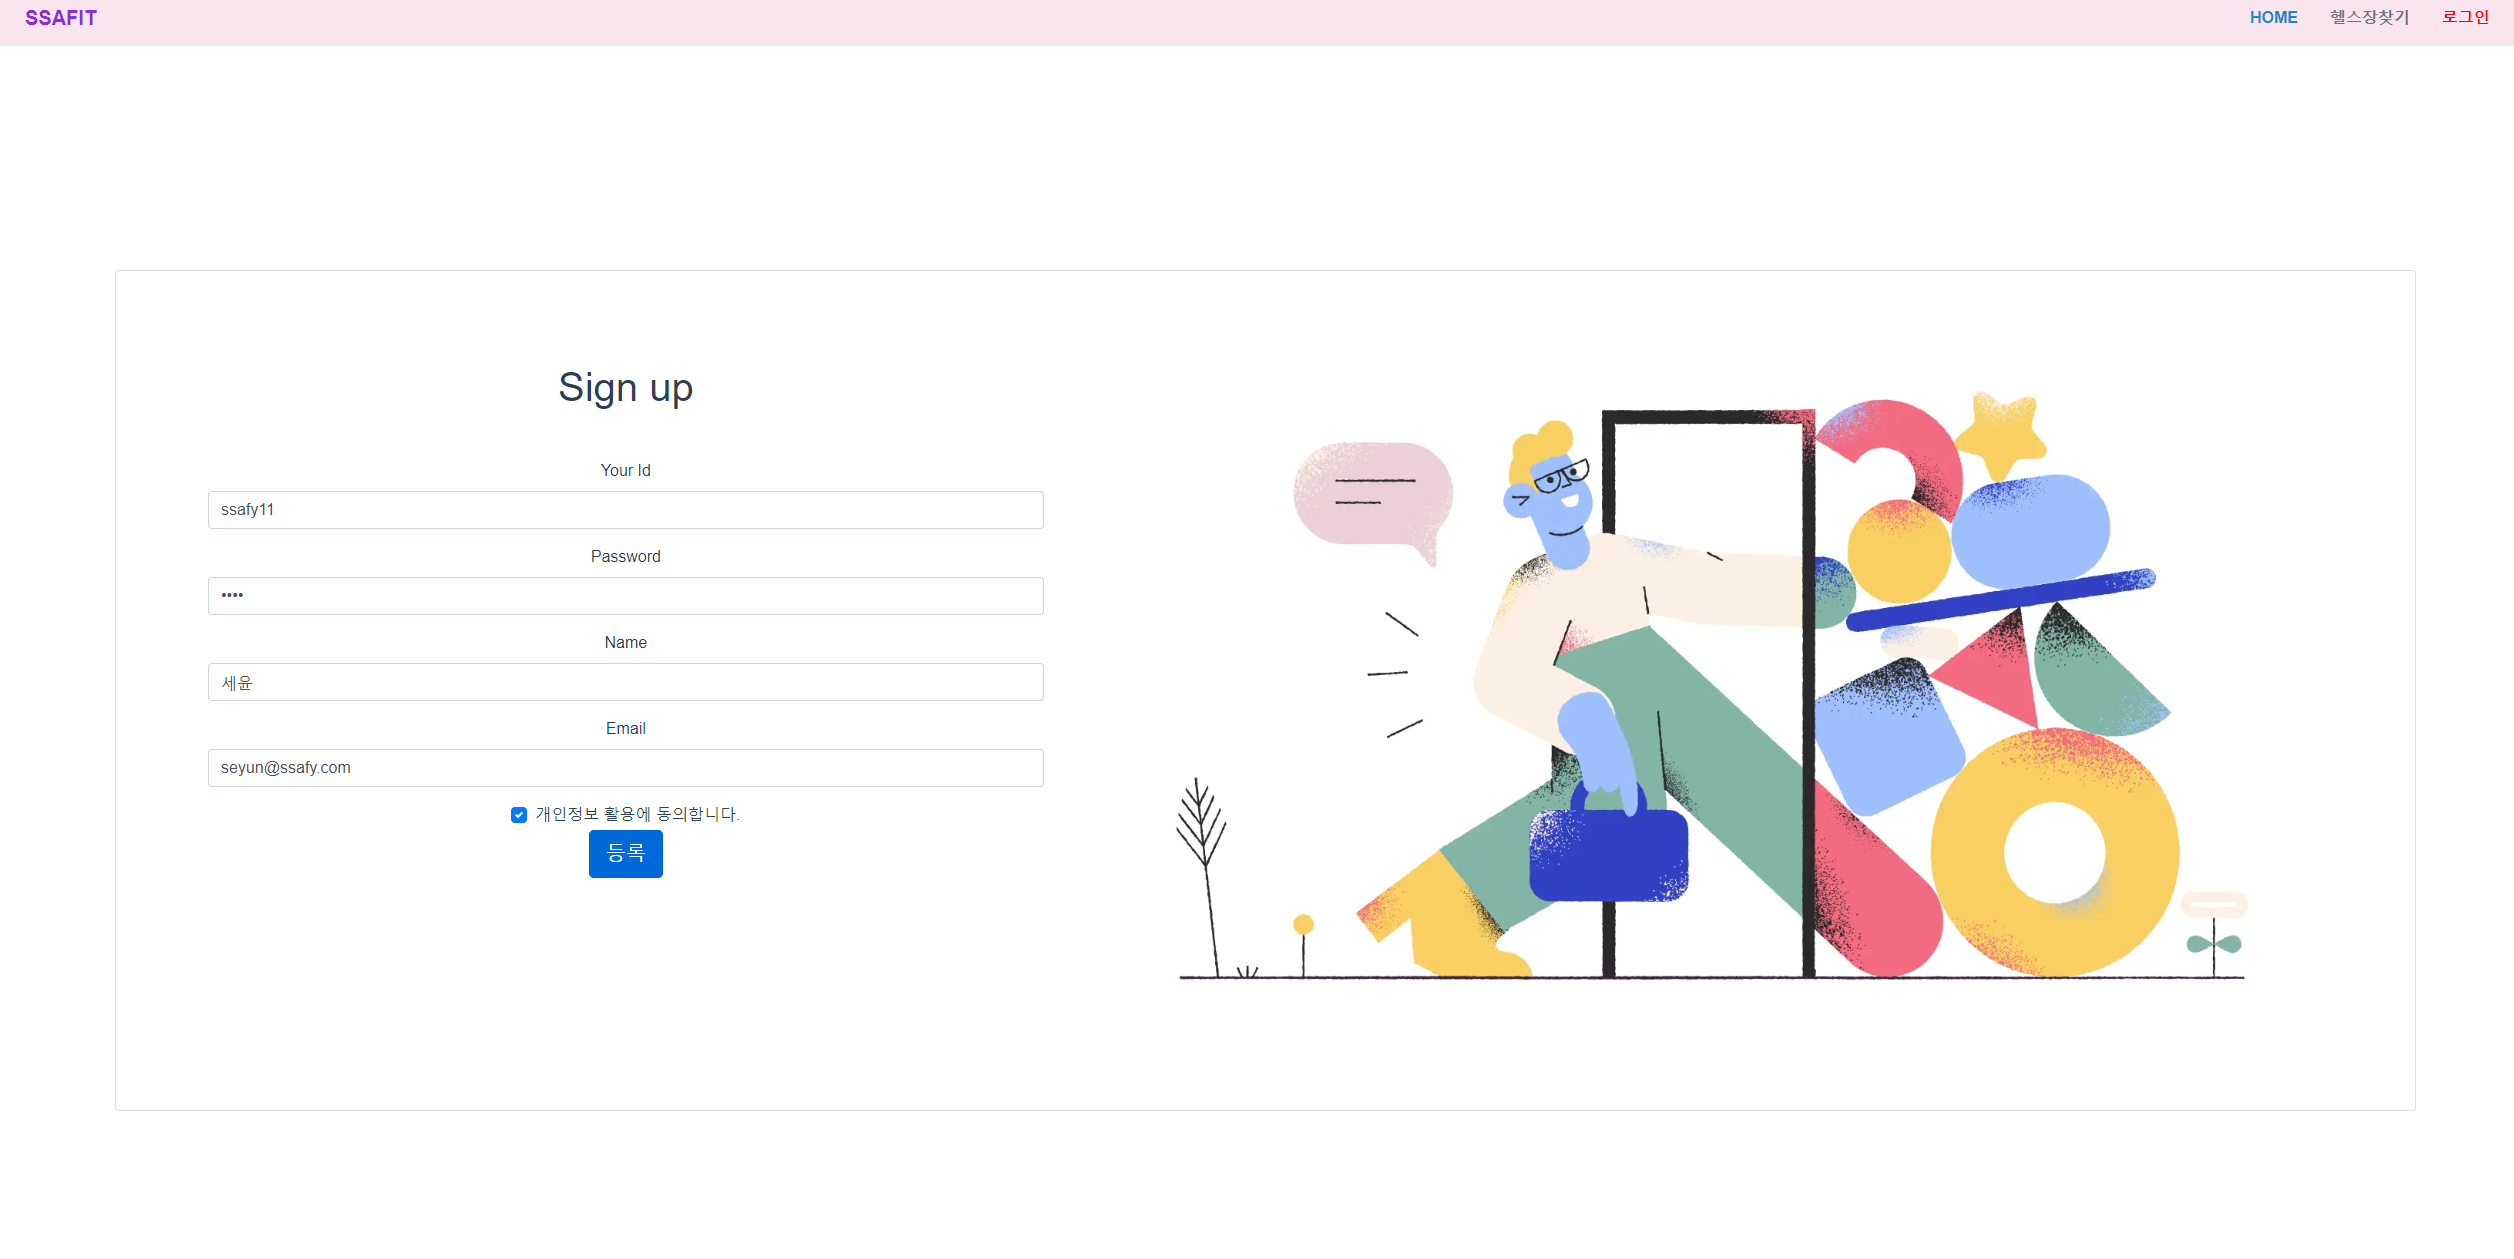 SSAFIT
HOME 헬스장찾기 로그인
Sign up
Your Id
ssafy11
Password
••••
Name
세윤
Email
seyun@ssafy.com
개인정보 활용에 동의합니다.
등록